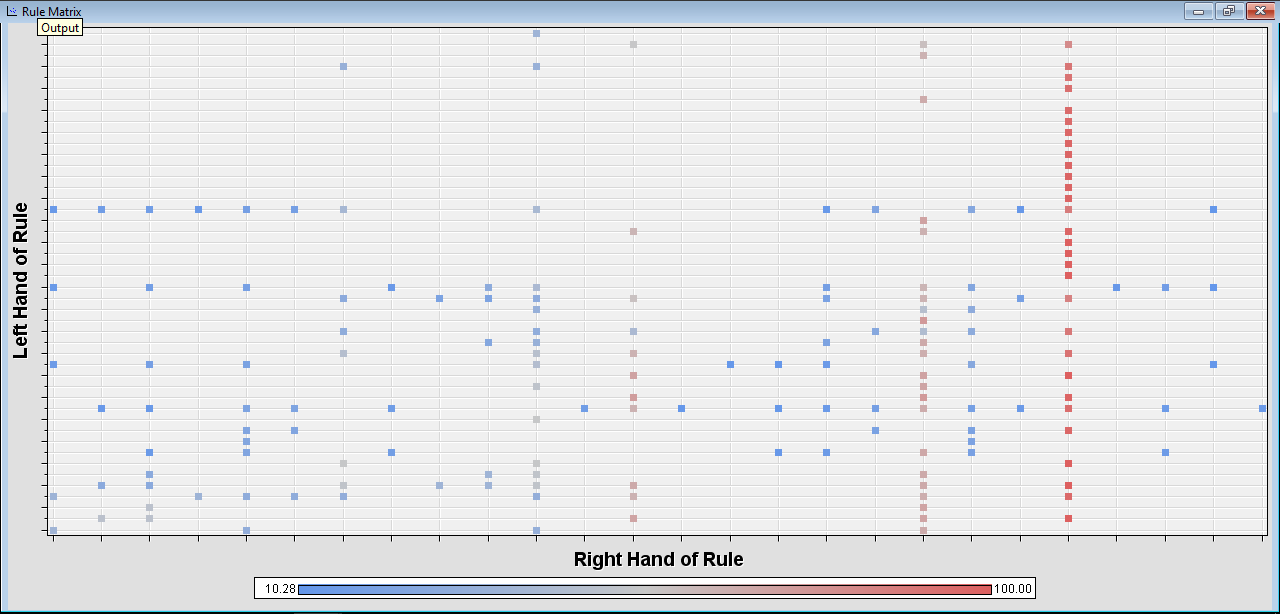 Rule Matrix
Output
Left Hand of Rule
Right Hand of Rule
10.28 100.00